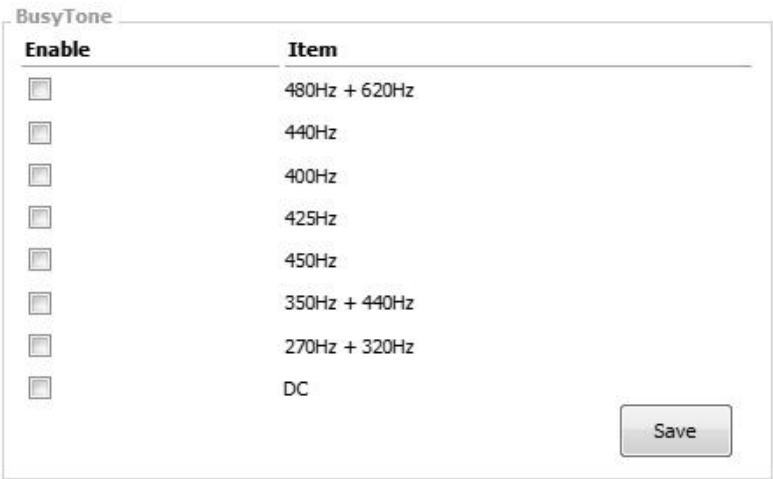 BusyTone
Enable Item
480Hz + 620Hz
440Hz
400Hz
425Hz
450Hz
350Hz + 440Hz
270Hz + 320Hz
DC
Save